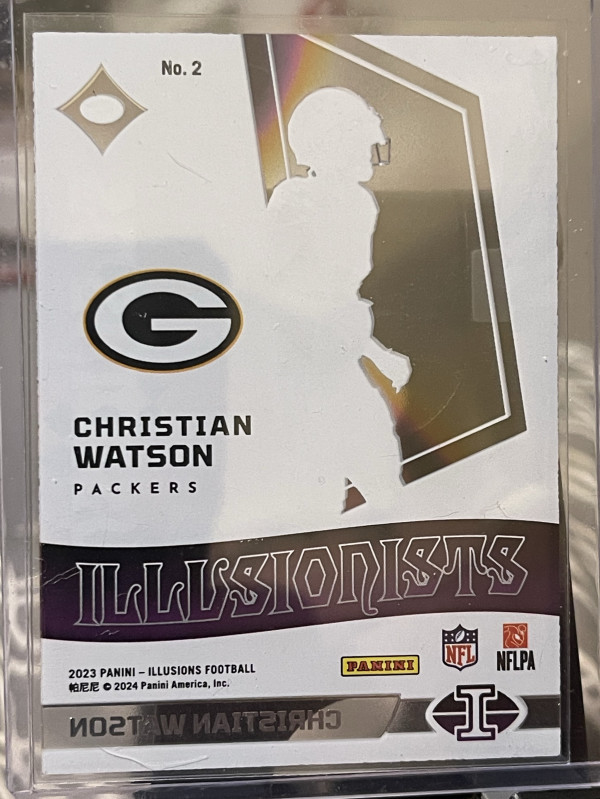 No. 2
G
CHRISTIAN
WATSON
PACKERS
ILLUSIONISTS
2023 PANINI – ILLUSIONS FOOTBALL
帕尼尼 © 2024 Panini America, Inc.
PANINI
NFL
NFLPA
CHRISTIAN WATSON
I